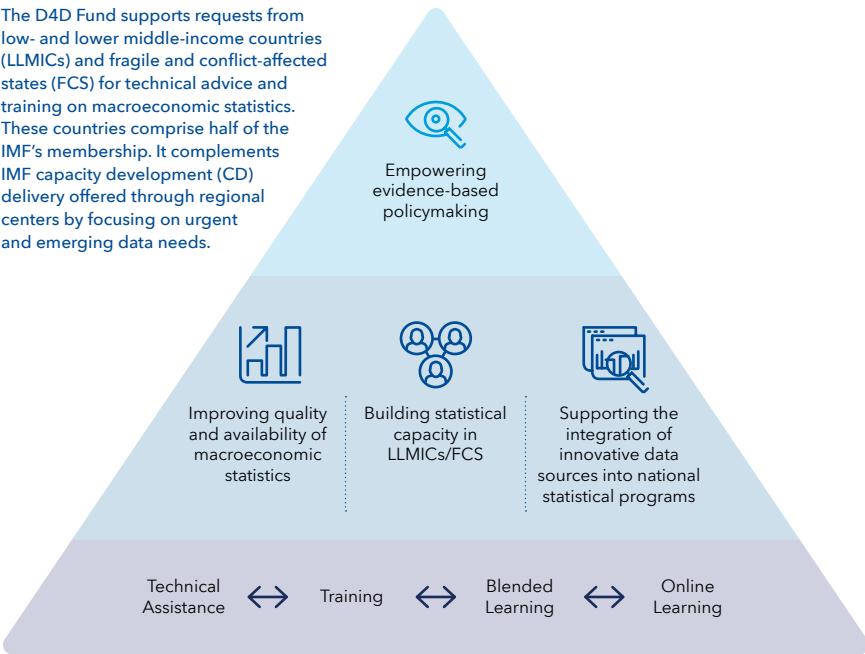 The D4D Fund supports requests from
low- and lower middle-income countries
(LLMICs) and fragile and conflict-affected
states (FCS) for technical advice and
training on macroeconomic statistics.
These countries comprise half of the
IMF's membership. It complements
IMF capacity development (CD)
delivery offered through regional
centers by focusing on urgent
and emerging data needs.
Empowering
evidence-based
policymaking
Improving quality
and availability of
macroeconomic
statistics
Building statistical
capacity in
LLMICs/FCS
Supporting the
integration of
innovative data
sources into national
statistical programs
Technical
Assistance
Training
Blended
Learning
Online
Learning